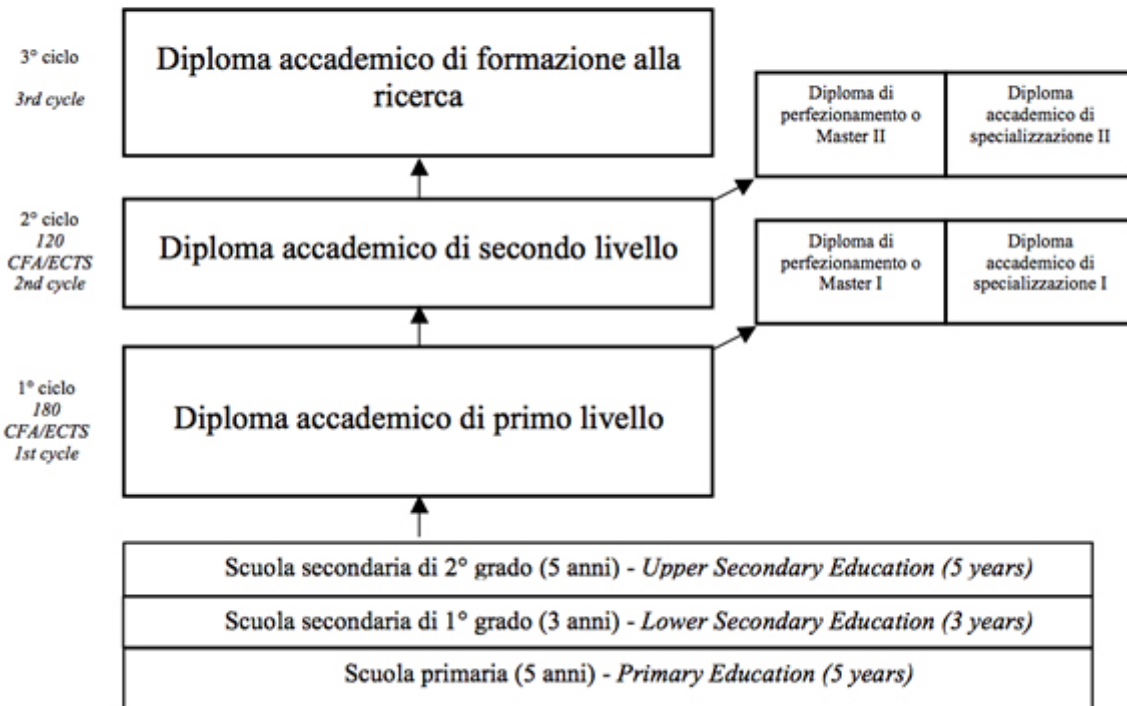 3° ciclo
3rd cycle
Diploma accademico di formazione alla
ricerca
Diploma di
perfezionamento o
Master II
Diploma
accademico di
specializzazione II
2° ciclo
120
CFA/ECTS
2nd cycle
Diploma accademico di secondo livello
Diploma di
perfezionamento o
Master I
Diploma
accademico di
specializzazione I
1° ciclo
180
CFA/ECTS
1st cycle
Diploma accademico di primo livello
Scuola secondaria di 2° grado (5 anni) - Upper Secondary Education (5 years)
Scuola secondaria di 1° grado (3 anni) - Lower Secondary Education (3 years)
Scuola primaria (5 anni) - Primary Education (5 years)